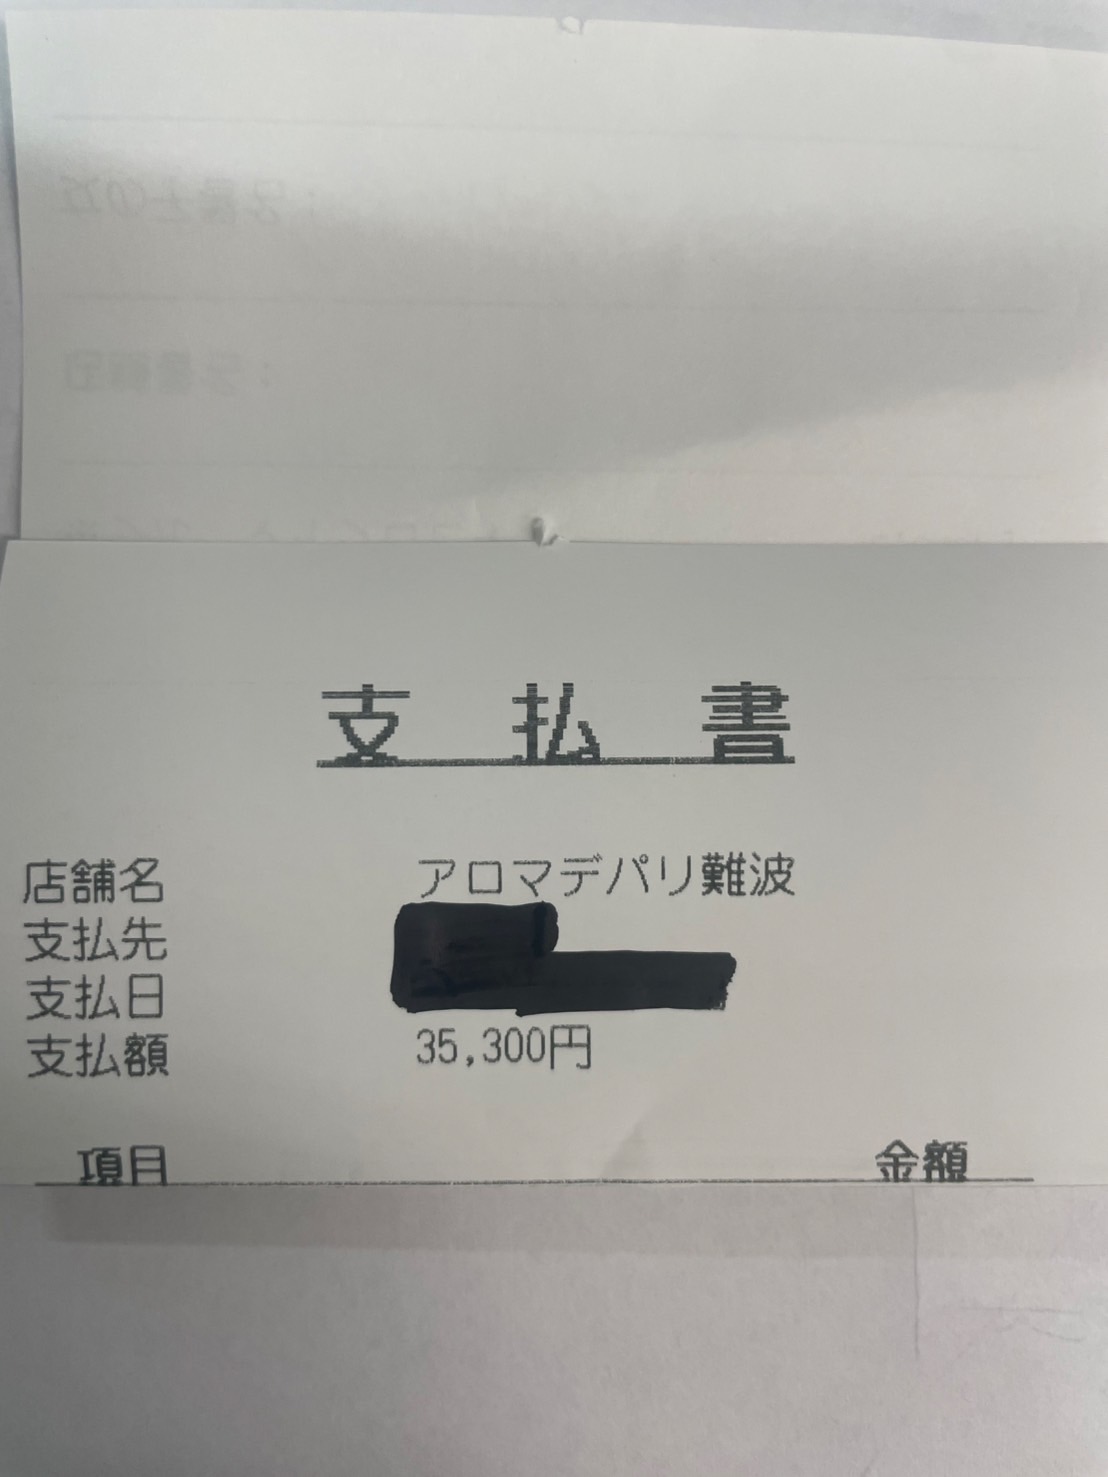 支払書
店舗名 アロマデパリ難波
支払先
支払日
支払額 35,300円
項目 金額